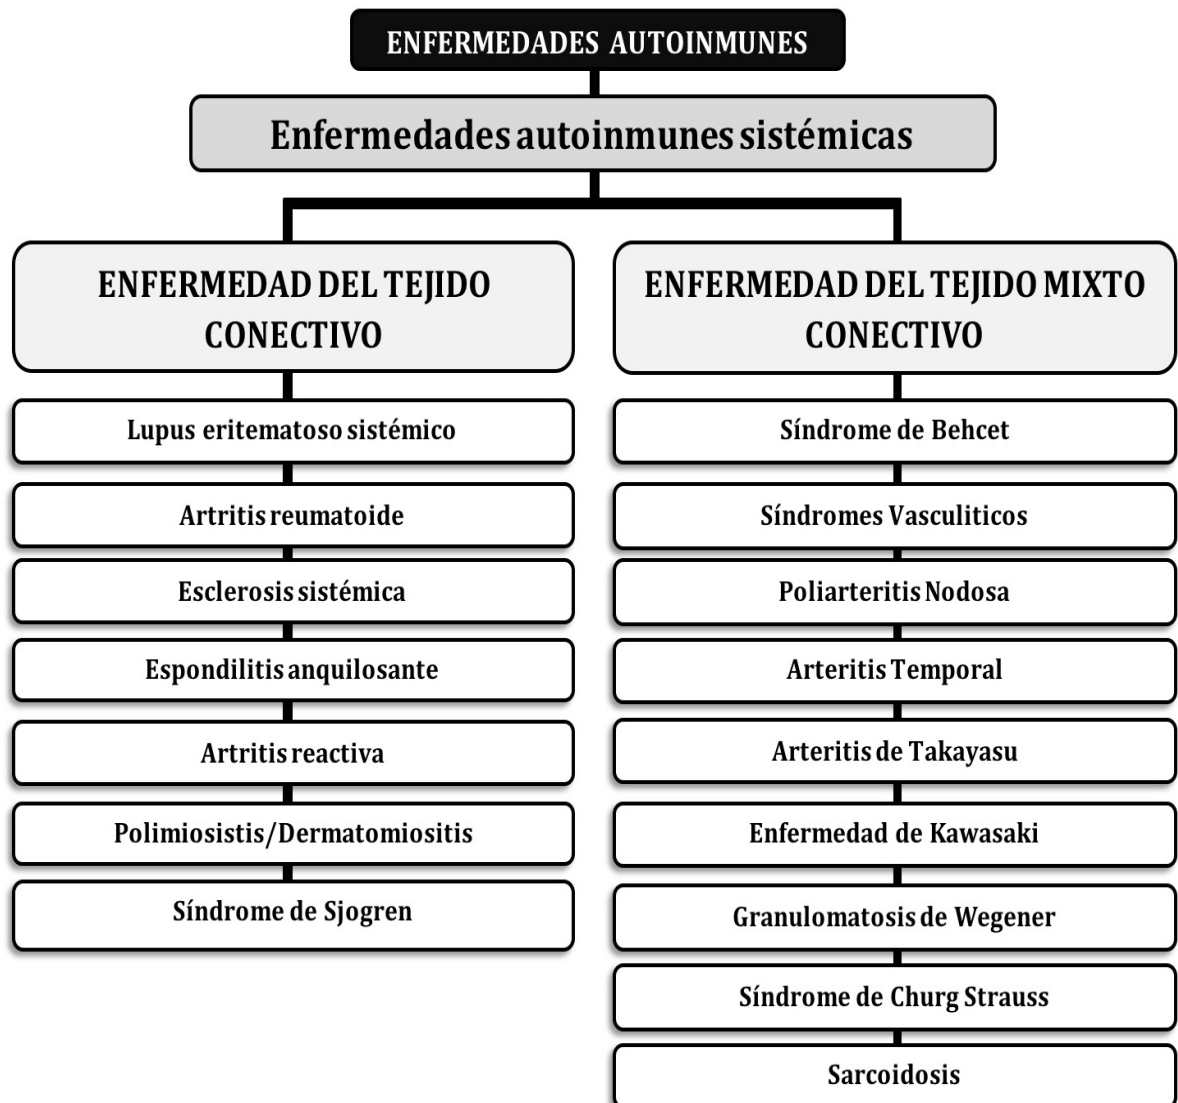 ENFERMEDADES AUTOINMUNES
Enfermedades autoinmunes sistémicas
ENFERMEDAD DEL TEJIDO
CONECTIVO
Lupus eritematoso sistémico
Artritis reumatoide
Esclerosis sistémica
Espondilitis anquilosante
Artritis reactiva
Polimiosistis/Dermatomiositis
Síndrome de Sjogren
ENFERMEDAD DEL TEJIDO MIXTO
CONECTIVO
Síndrome de Behcet
Síndromes Vasculiticos
Poliarteritis Nodosa
Arteritis Temporal
Arteritis de Takayasu
Enfermedad de Kawasaki
Granulomatosis de Wegener
Síndrome de Churg Strauss
Sarcoidosis